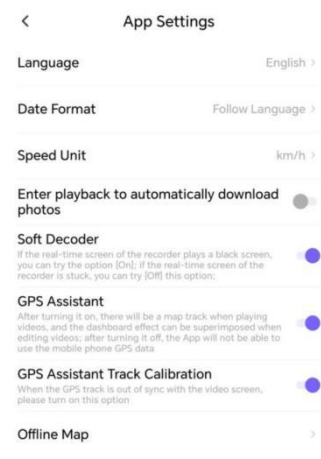 App Settings
Language English
Date Format Follow Language
Speed Unit km/h
Enter playback to automatically download
photos
Soft Decoder
If the real-time screen of the recorder plays a black screen,
you can try the option [On]; if the real-time screen of the
recorder is stuck, you can try [Off] this option;
GPS Assistant
After turning it on, there will be a map track when playing
videos, and the dashboard effect can be superimposed when
editing videos; after turning it off, the App will not be able to
use the mobile phone GPS data
GPS Assistant Track Calibration
When the GPS track is out of sync with the video screen,
please turn on this option
Offline Map